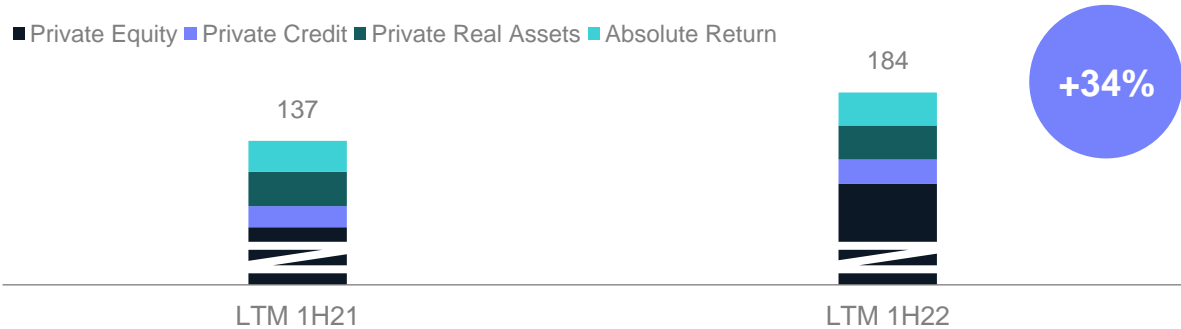 Private Equity Private Credit Private Real Assets Absolute Return
184
+34%
137
LTM 1H21 LTM 1H22